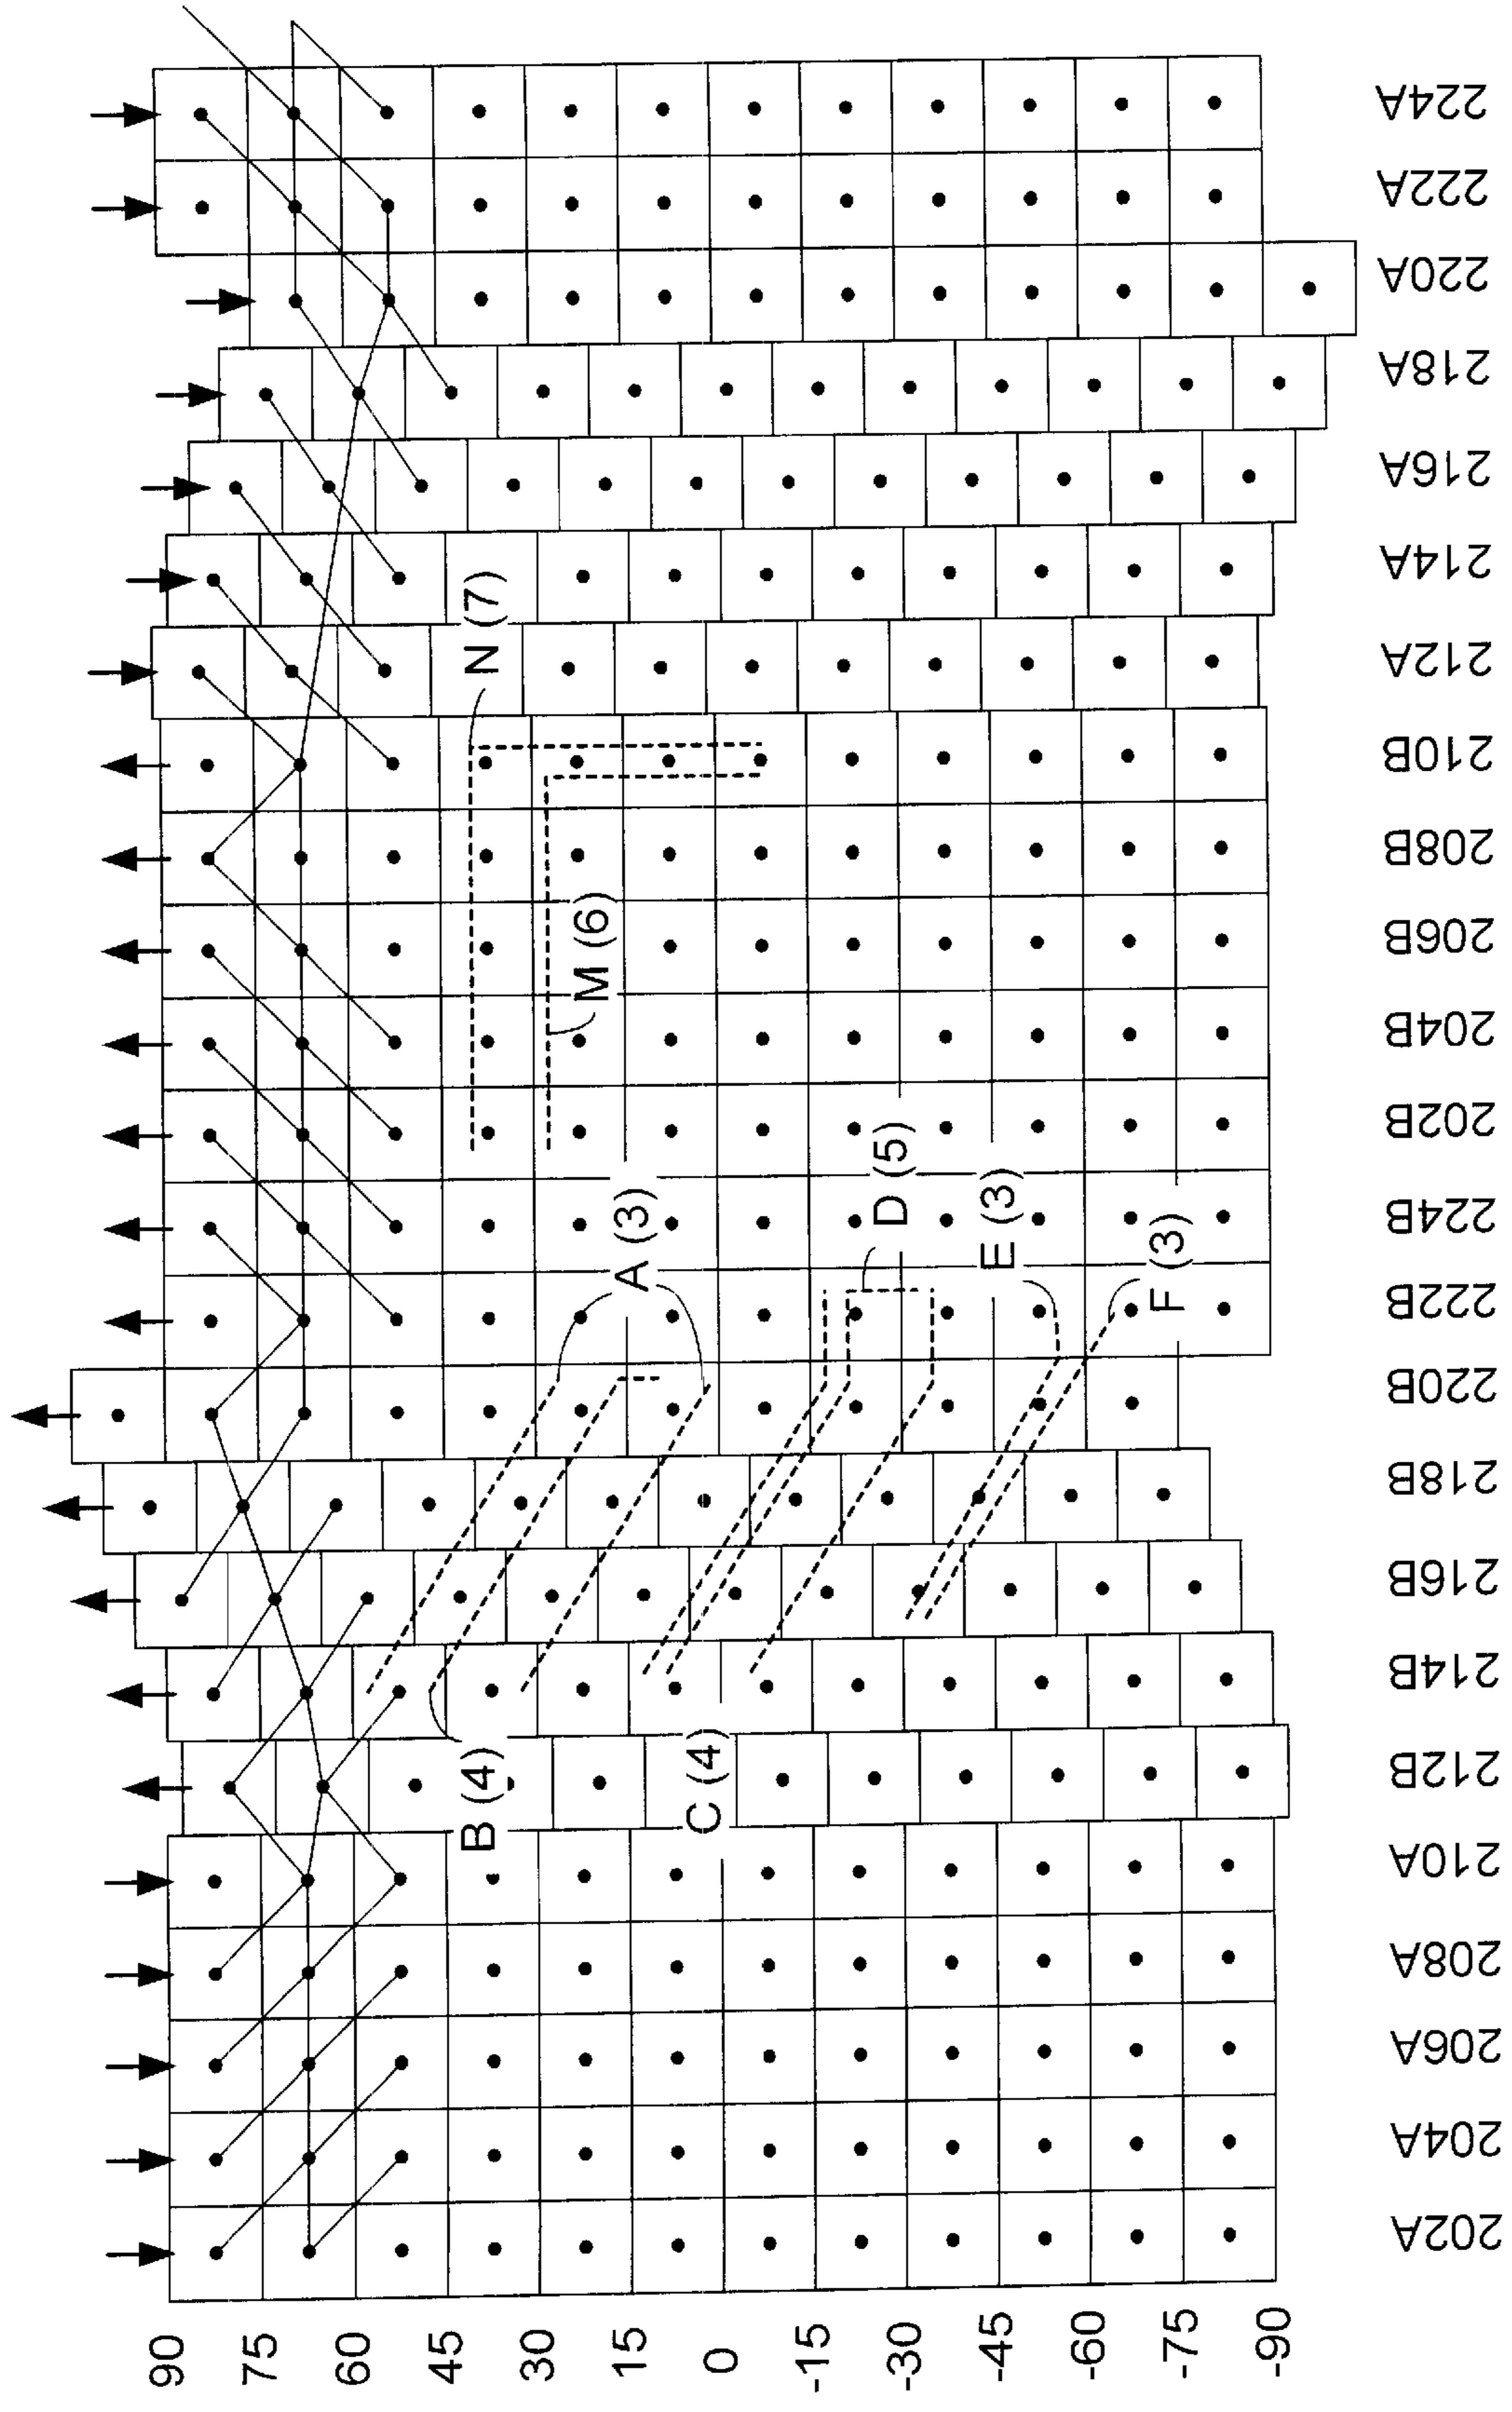 90
75
60
45
30
15
0
-15
-30
-45
-60
-75
-90
B (4)
N (7)
M (6)
A (3)
C (4)
D (5)
E (3)
F (3)
202A
204A
206A
208A
210A
212B
214B
216B
218B
220B
222B
224B
202B
204B
206B
208B
210B
212A
214A
216A
218A
220A
222A
224A